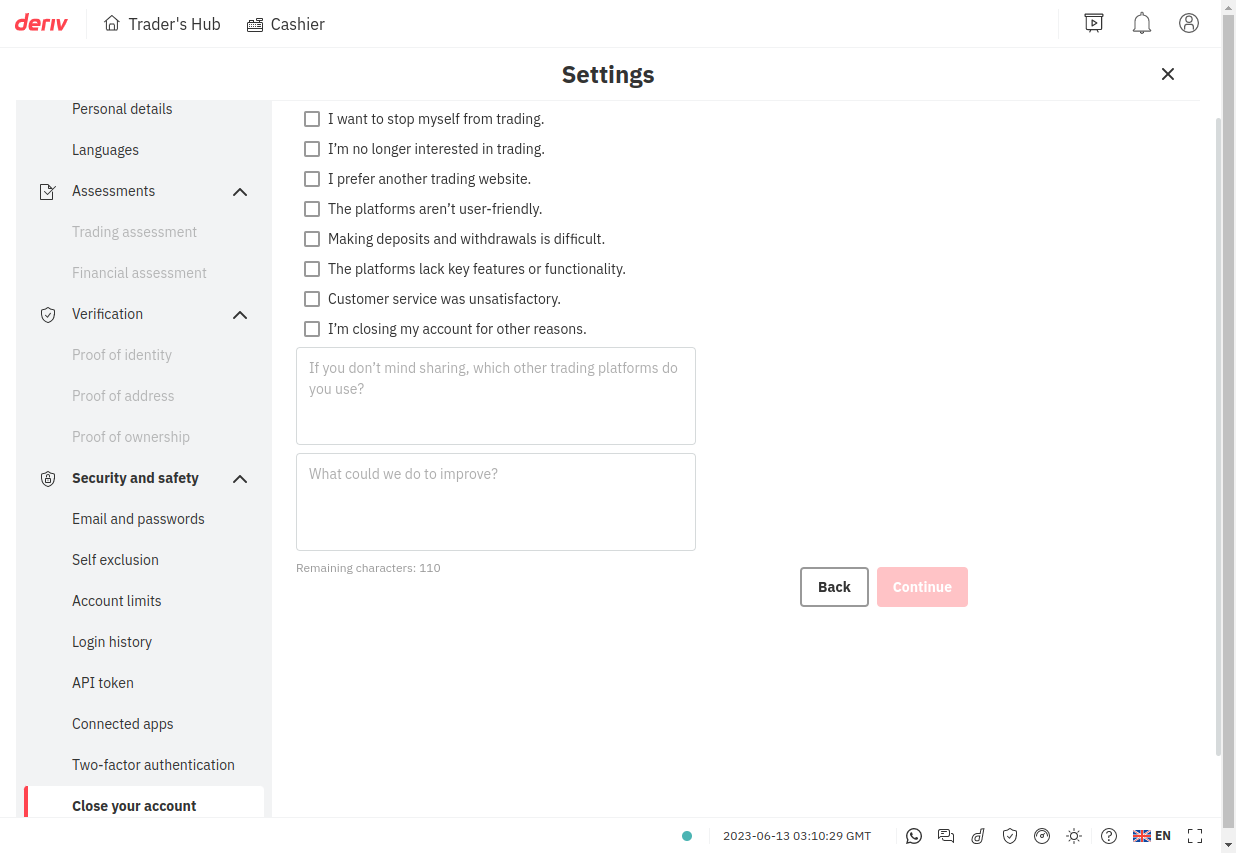 deriv
Trader's Hub
Cashier
Settings
Personal details
Languages
Assessments
Trading assessment
Financial assessment
Verification
Proof of identity
Proof of address
Proof of ownership
Security and safety
Email and passwords
Self exclusion
Account limits
Login history
API token
Connected apps
Two-factor authentication
Close your account
I want to stop myself from trading.
I’m no longer interested in trading.
I prefer another trading website.
The platforms aren’t user-friendly.
Making deposits and withdrawals is difficult.
The platforms lack key features or functionality.
Customer service was unsatisfactory.
I’m closing my account for other reasons.
If you don’t mind sharing, which other trading platforms do
you use?
What could we do to improve?
Remaining characters: 110
Back
Continue
2023-06-13 03:10:29 GMT
EN